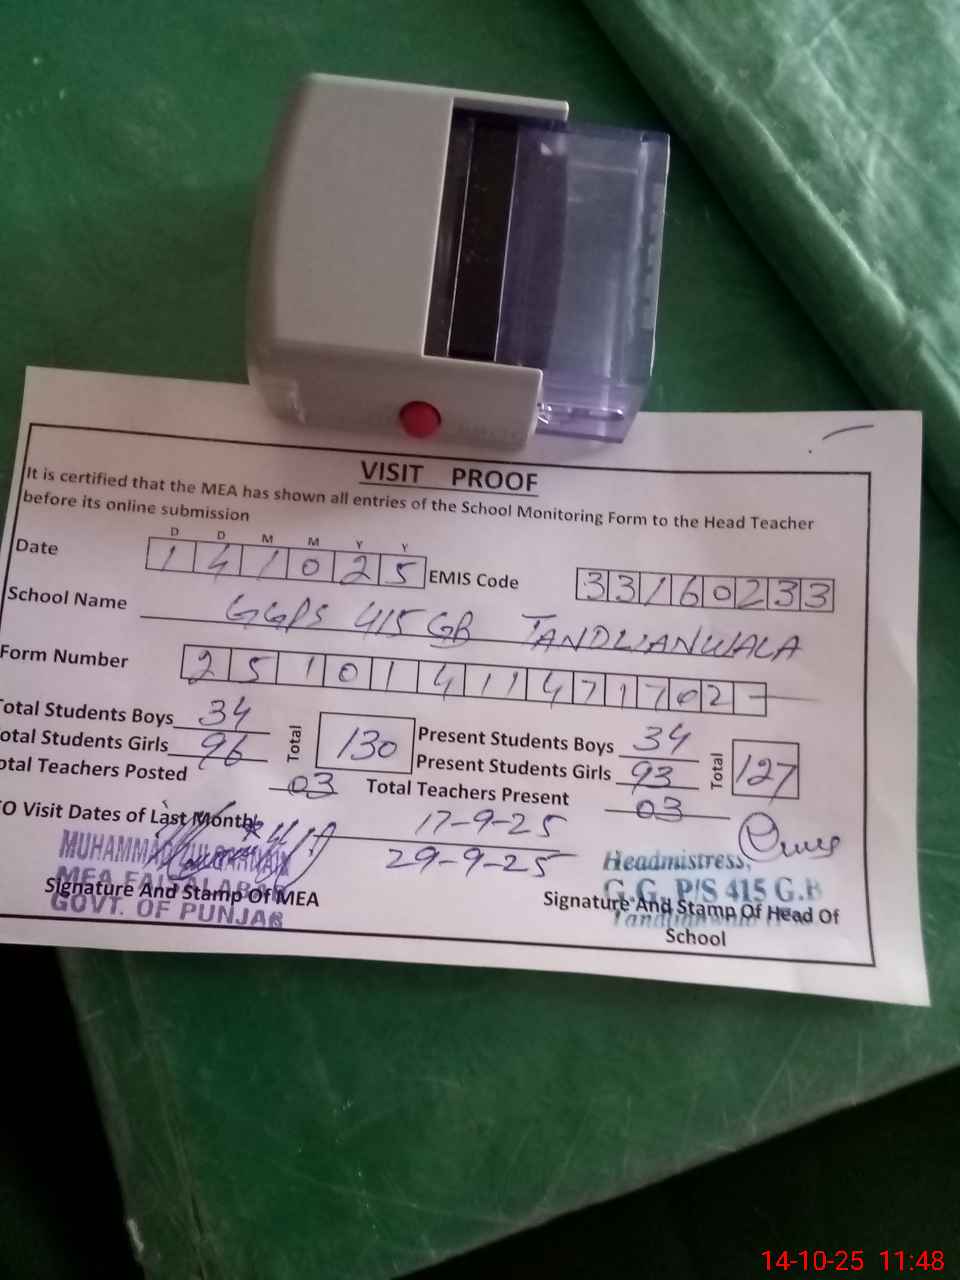 VISIT PROOF
It is certified that the MEA has shown all entries of the School Monitoring Form to the Head Teacher
before its online submission
D D M M Y Y
Date 1 4 1 0 2 5 EMIS Code 3 3 1 6 0 2 3 3
School Name GGPS 415 GB TANDLIANWALA
Form Number 2 5 1 0 1 4 1 1 4 7 1 7 0 2 -
otal Students Boys 34 Total 130 Present Students Boys 34 Total 127
otal Students Girls 96 Present Students Girls 93
otal Teachers Posted 03 Total Teachers Present 03
EO Visit Dates of Last Month 17-9-25
29-9-25
MUHAMMAD
MEA FAISALABAD
GOVT. OF PUNJAB
Signature And Stamp Of MEA
Headmistress,
G.G. P/S 415 G.B
Signature And Stamp Of Head Of
School
14-10-25 11:48